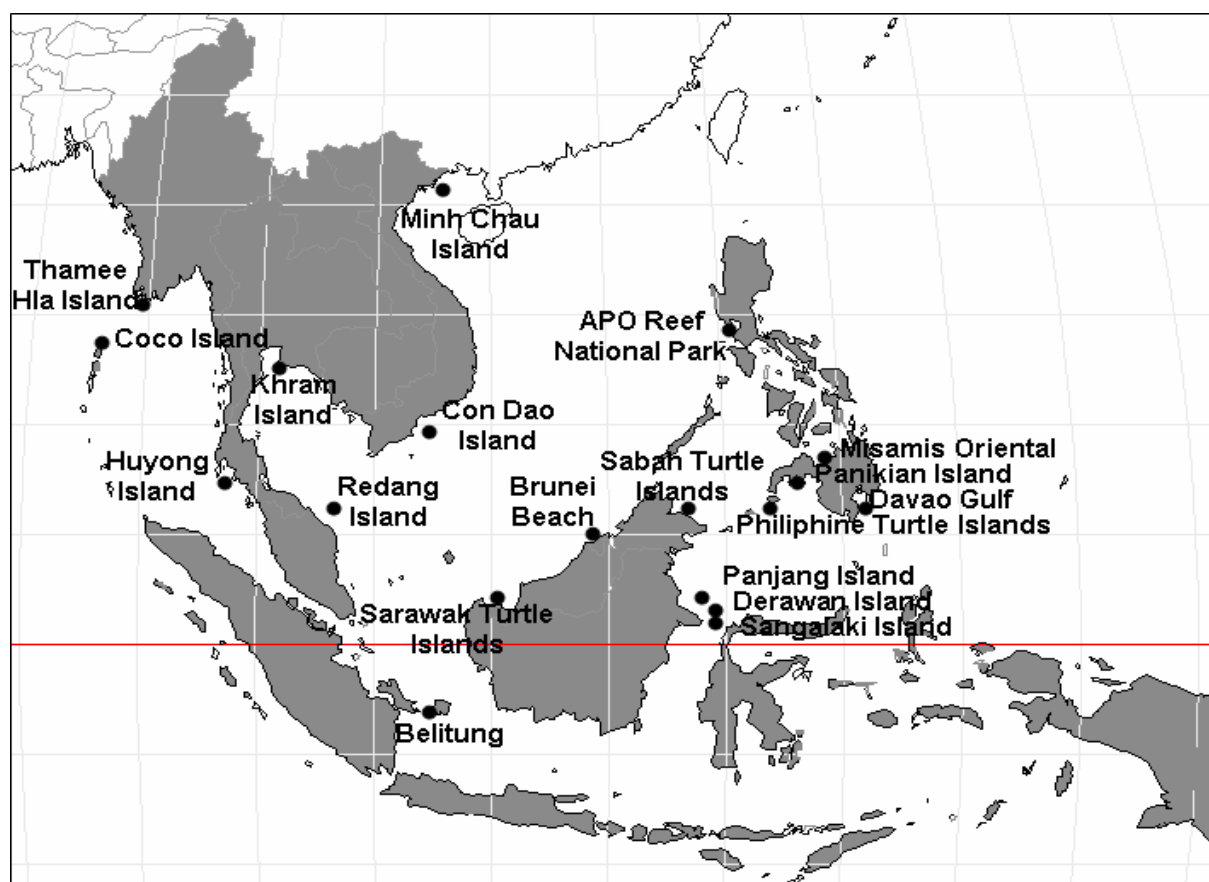 Minh Chau
Island
Thamee
Hla Island
Coco Island
APO Reef
National Park
Khram
Island
Con Dao
Island
Huyong
Island
Redang
Island
Brunei
Beach
Sabah Turtle
Islands
Misamis Oriental
Panikian Island
Davao Gulf
Philiphine Turtle Islands
Panjang Island
Derawan Island
Sangalaki Island
Sarawak Turtle
Islands
Belitung